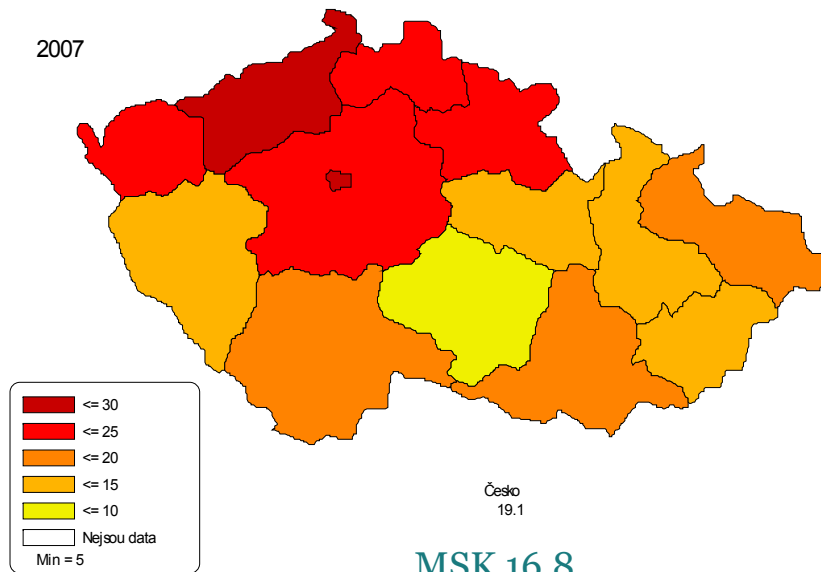 2007
<= 30
<= 25
<= 20
<= 15
<= 10
Nejsou data
Min = 5
Česko
19.1
MSK 16,8